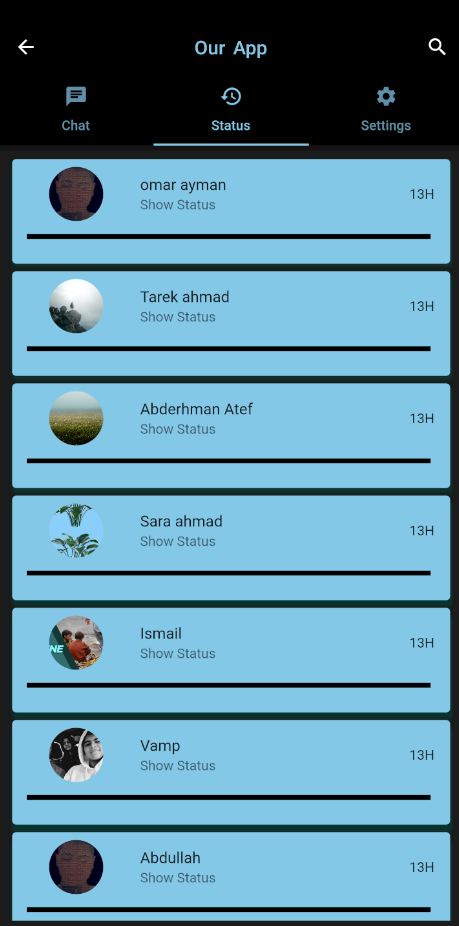 Our App
Chat
Status
Settings
omar ayman
Show Status
13H
Tarek ahmad
Show Status
13H
Abderhman Atef
Show Status
13H
Sara ahmad
Show Status
13H
Ismail
Show Status
13H
NE
Vamp
Show Status
13H
Abdullah
Show Status
13H